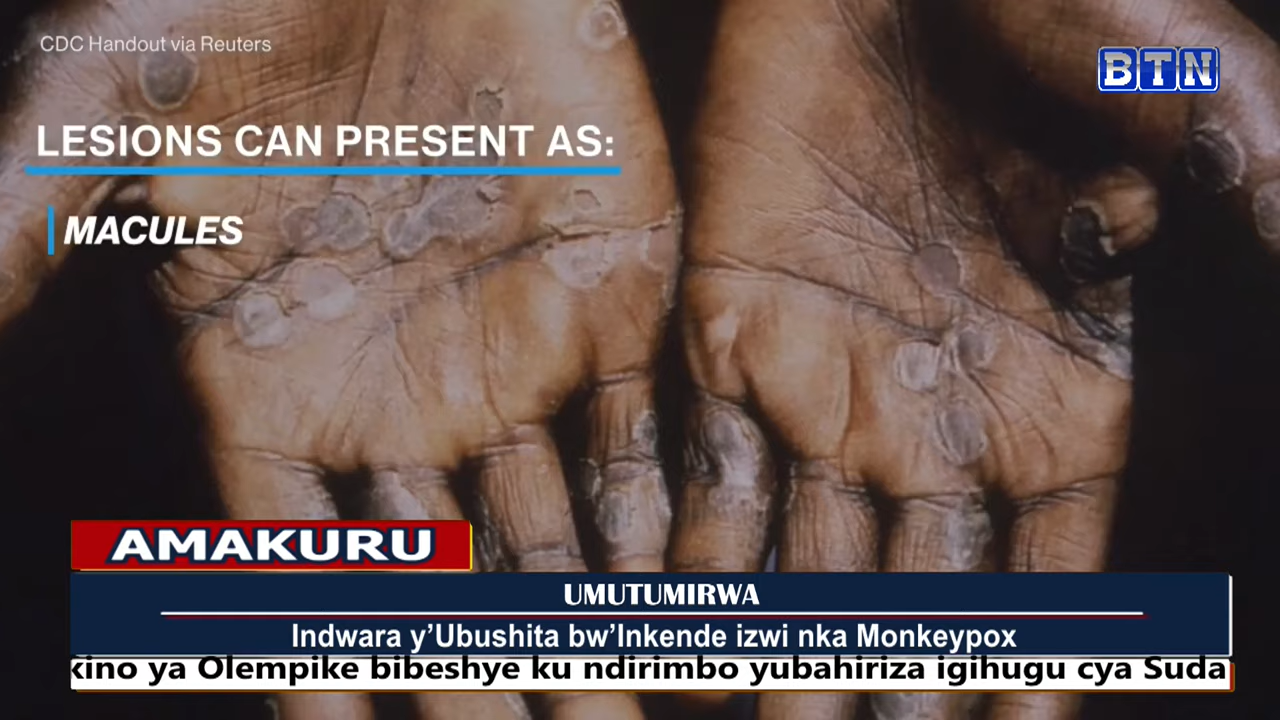 CDC Handout via Reuters
BTN
LESIONS CAN PRESENT AS:
MACULES
AMAKURU
UMUTUMIRWA
Indwara y’Ubushita bw’Inkende izwi nka Monkeypox
kino ya Olempike bibeshye ku ndirimbo yubahiriza igihugu cya Suda